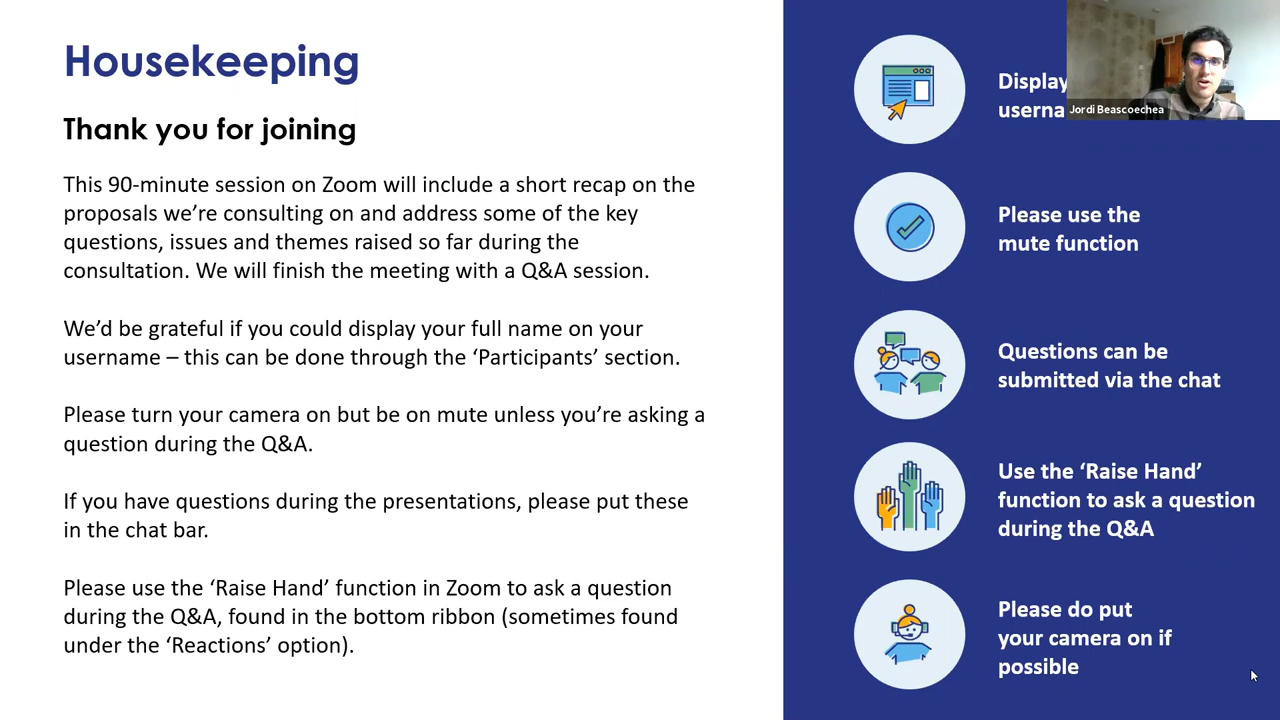 Housekeeping
Thank you for joining
This 90-minute session on Zoom will include a short recap on the
proposals we’re consulting on and address some of the key
questions, issues and themes raised so far during the
consultation. We will finish the meeting with a Q&A session.
We’d be grateful if you could display your full name on your
username – this can be done through the ‘Participants’ section.
Please turn your camera on but be on mute unless you’re asking a
question during the Q&A.
If you have questions during the presentations, please put these
in the chat bar.
Please use the ‘Raise Hand’ function in Zoom to ask a question
during the Q&A, found in the bottom ribbon (sometimes found
under the ‘Reactions’ option).
Display
userna
Jordi Beascoechea
Please use the
mute function
Questions can be
submitted via the chat
Use the ‘Raise Hand’
function to ask a question
during the Q&A
Please do put
your camera on if
possible